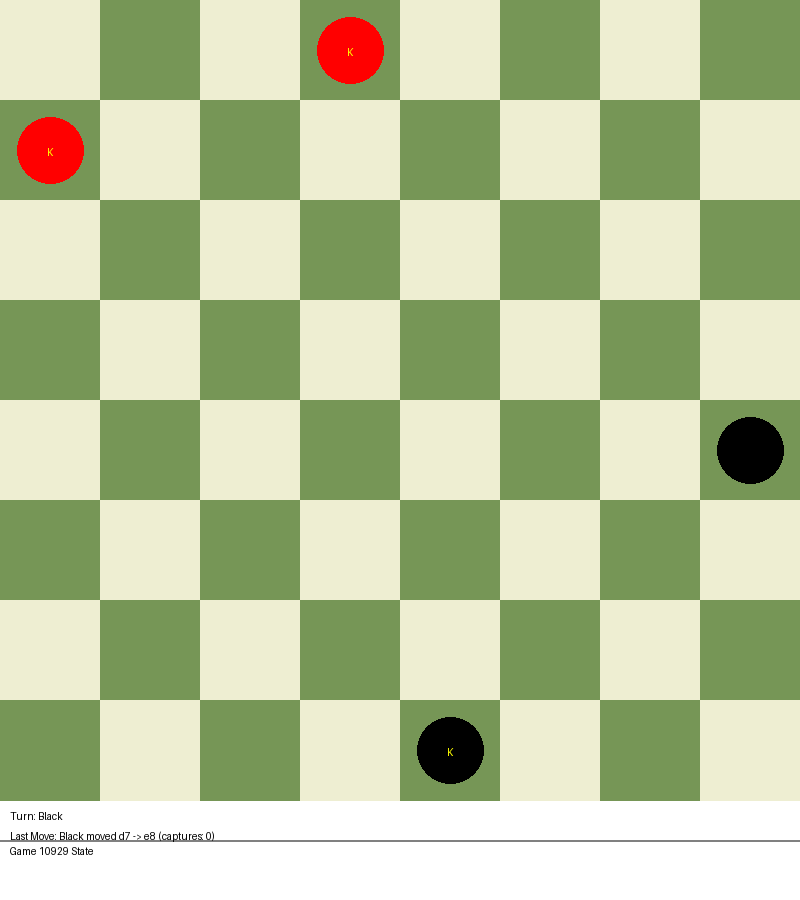 K
K
K
Turn: Black
Last Move: Black moved d7 -> e8 (captures: 0)
Game 10929 State